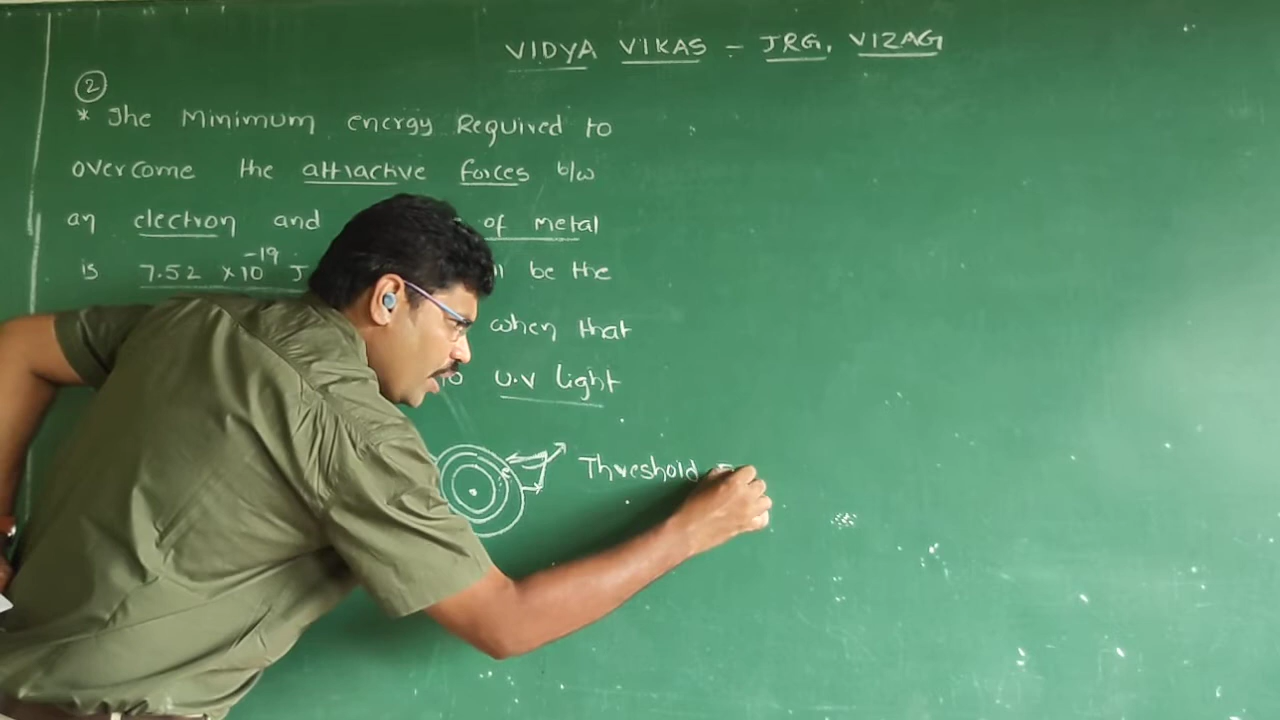 VIDYA VIKAS – JRG, VIZAG
②
* The Minimum energy Required to
overcome the attractive forces b/w
an electron and of metal
is 7.52 × 10⁻¹⁹ J be the
when that
U.V light
Threshold